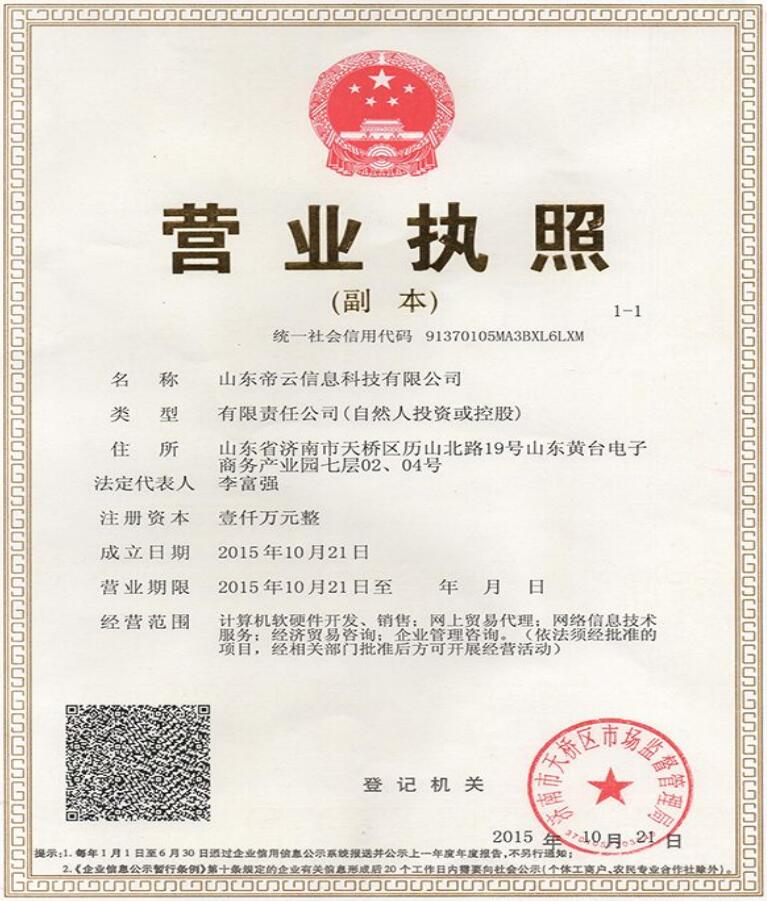 营业执照
(副 本)
1-1
统一社会信用代码 91370105MA3BXL6LXM
名 称 山东帝云信息科技有限公司
类 型 有限责任公司(自然人投资或控股)
住 所 山东省济南市天桥区历山北路19号山东黄台电子
商务产业园七层02、04号
法定代表人 李富强
注册资本 壹仟万元整
成立日期 2015年10月21日
营业期限 2015年10月21日至 年 月 日
经营范围 计算机软硬件开发、销售；网上贸易代理；网络信息技术
服务；经济贸易咨询；企业管理咨询。（依法须经批准的
项目，经相关部门批准后方可开展经营活动）
登记机关
济南市天桥区市场监督管理局
2015 年 10 月 21 日
提示：1. 每年1月1日至6月30日通过企业信用信息公示系统报送并公示上一年度年度报告，不另行通知；
2.《企业信息公示暂行条例》第十条规定的企业有关信息形成后20个工作日内需要向社会公示(个体工商户、农民专业合作社除外)。